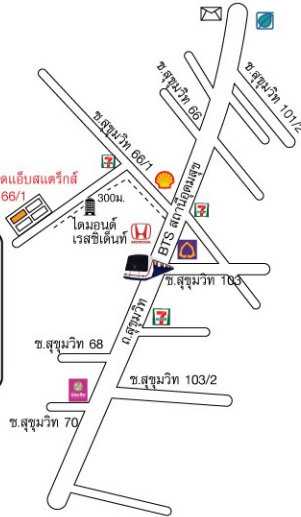 ซ.สุขุมวิท 101/2
ซ.สุขุมวิท 66
ซ.สุขุมวิท 66/1
ดแอ็บสแตร็กส์
66/1
300ม.
ไดมอนด์
เรสซิเด็นท์
HONDA
BTS สถานีอุดมสุข
ซ.สุขุมวิท 103
ถ.สุขุมวิท
ซ.สุขุมวิท 68
ซ.สุขุมวิท 103/2
ซ.สุขุมวิท 70